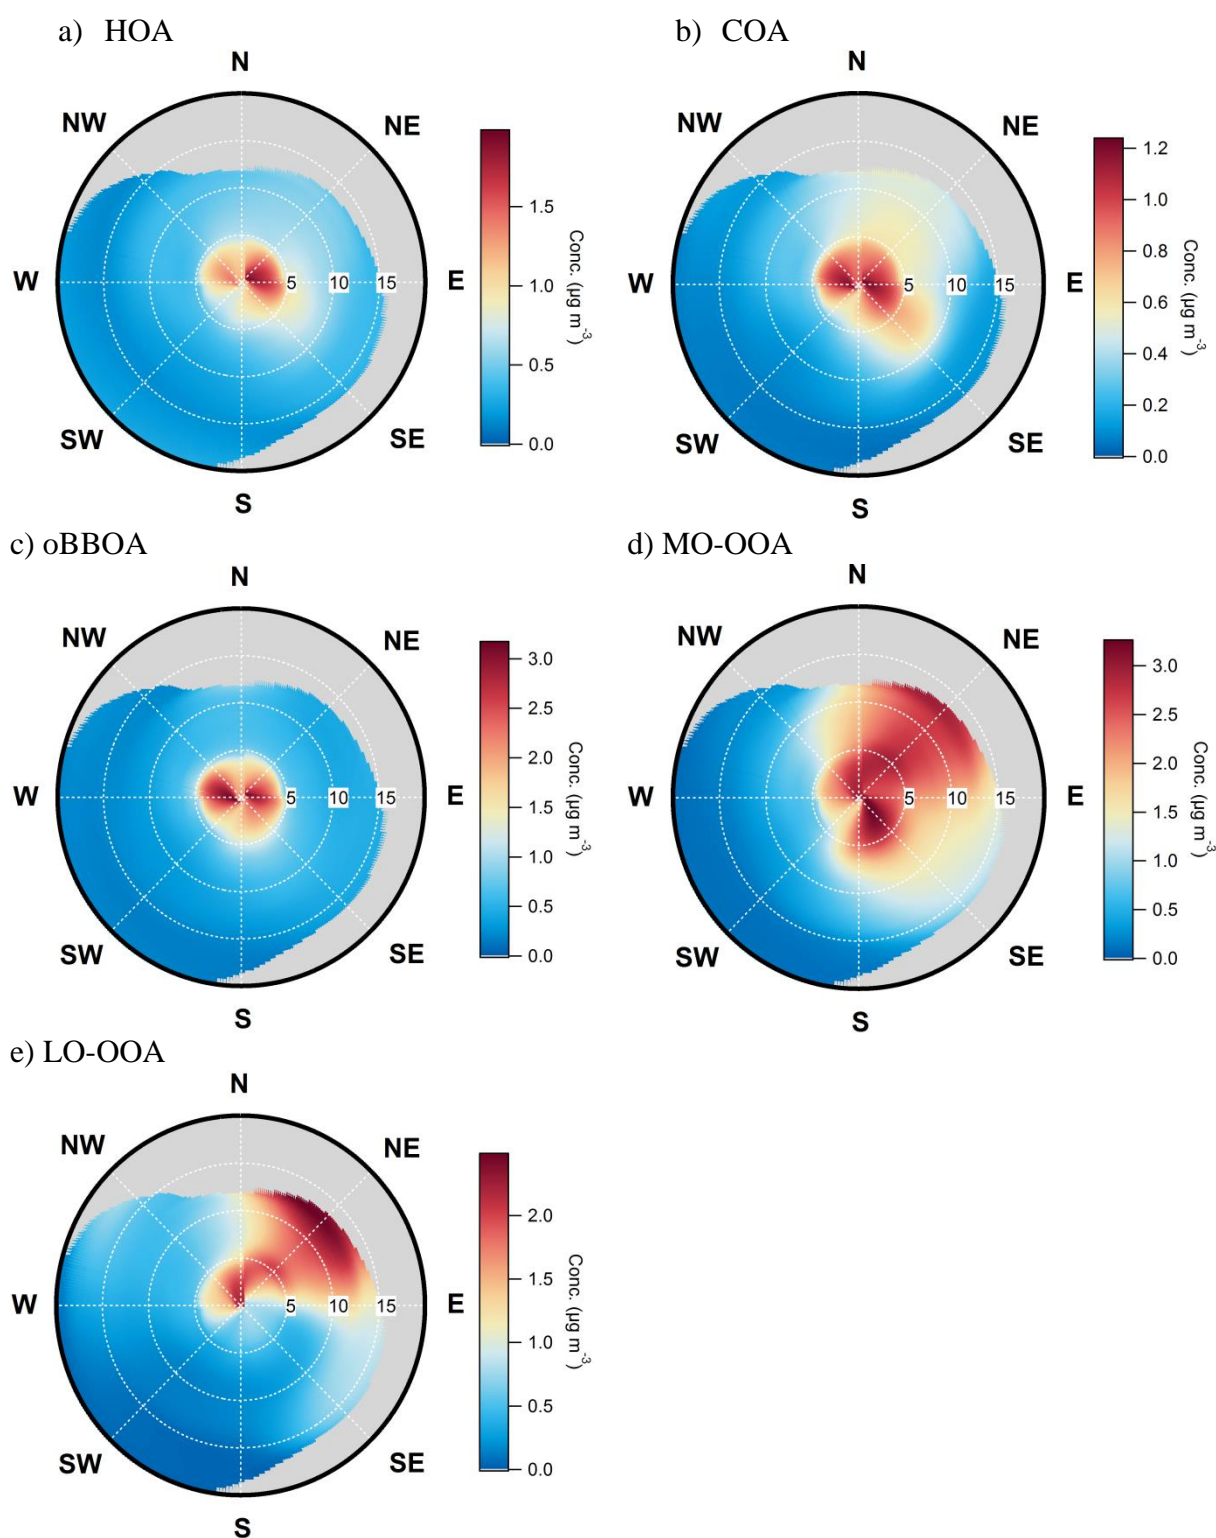 a) HOA
b) COA
N
NW
NE
W
E
SW
SE
S
5
10
15
1.5
1.0
0.5
0.0
Conc. (µg m⁻³)
N
NW
NE
W
E
SW
SE
S
5
10
15
1.2
1.0
0.8
0.6
0.4
0.2
0.0
Conc. (µg m⁻³)
c) oBBOA
d) MO-OOA
N
NW
NE
W
E
SW
SE
S
5
10
15
3.0
2.5
2.0
1.5
1.0
0.5
0.0
Conc. (µg m⁻³)
N
NW
NE
W
E
SW
SE
S
5
10
15
3.0
2.5
2.0
1.5
1.0
0.5
0.0
Conc. (µg m⁻³)
e) LO-OOA
N
NW
NE
W
E
SW
SE
S
5
10
15
2.0
1.5
1.0
0.5
0.0
Conc. (µg m⁻³)